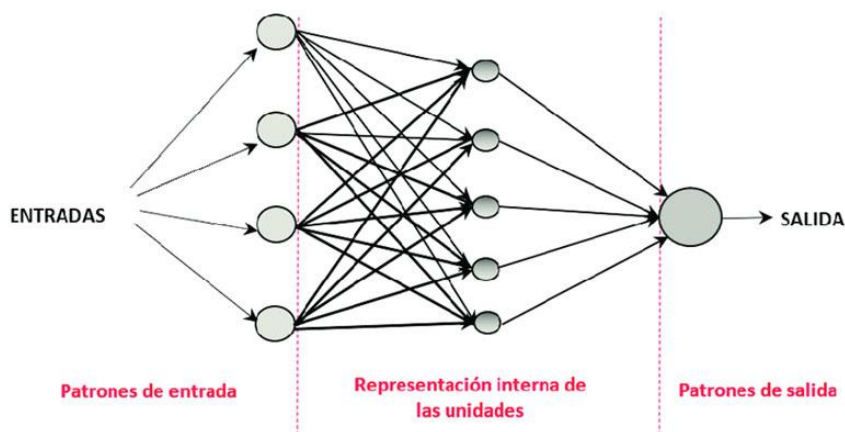 ENTRADAS
SALIDA
Patrones de entrada
Representación interna de
las unidades
Patrones de salida